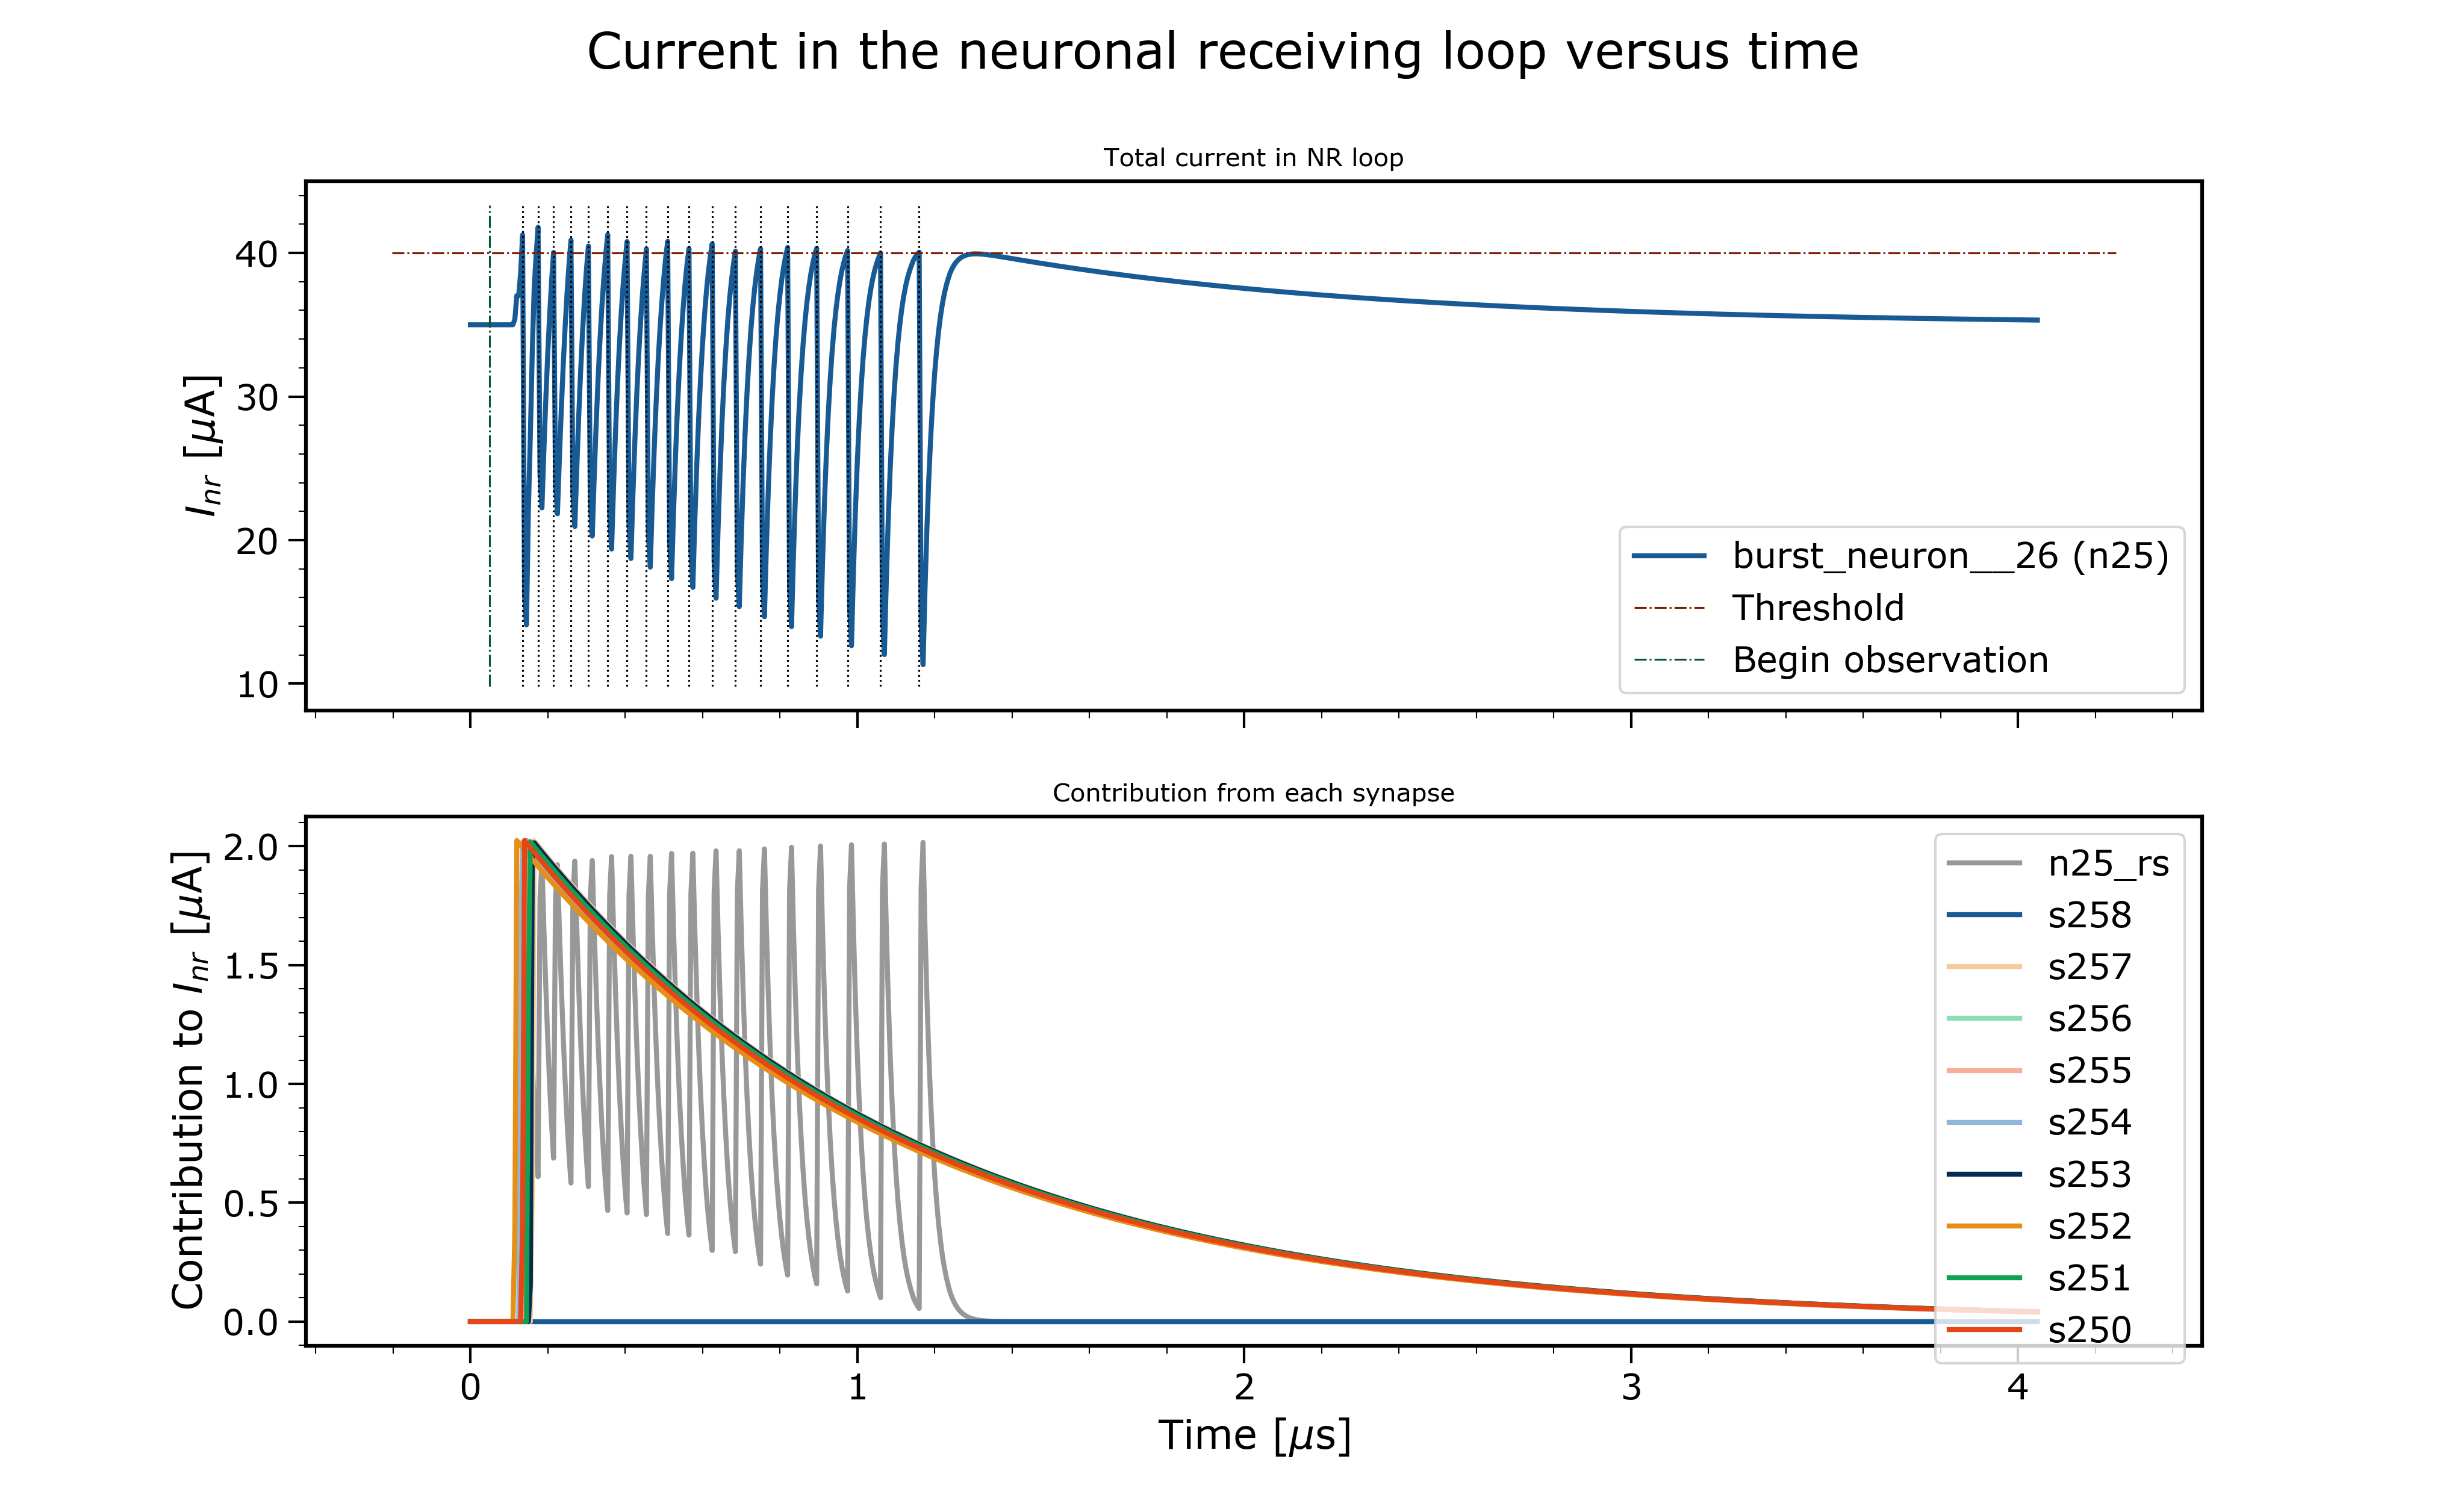 Current in the neuronal receiving loop versus time
Total current in NR loop
40
30
20
10
I_nr [μA]
burst_neuron__26 (n25)
Threshold
Begin observation
Contribution from each synapse
2.0
1.5
1.0
0.5
0.0
Contribution to I_nr [μA]
n25_rs
s258
s257
s256
s255
s254
s253
s252
s251
s250
0 1 2 3 4
Time [μs]